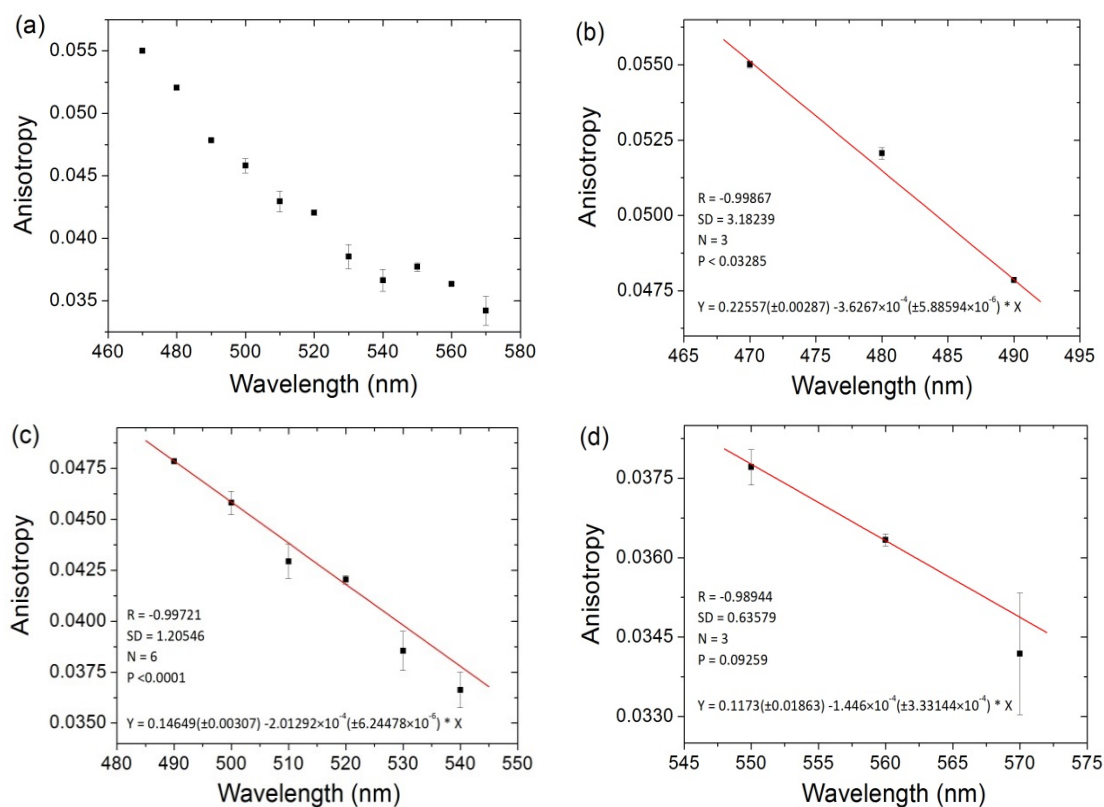 (a)
0.055
0.050
0.045
0.040
0.035
Anisotropy
460 480 500 520 540 560 580
Wavelength (nm)
(b)
0.0550
0.0525
0.0500
0.0475
Anisotropy
R = -0.99867
SD = 3.18239
N = 3
P < 0.03285
Y = 0.22557(±0.00287) -3.6267×10⁻⁴(±5.88594×10⁻⁶) * X
465 470 475 480 485 490 495
Wavelength (nm)
(c)
0.0475
0.0450
0.0425
0.0400
0.0375
0.0350
Anisotropy
R = -0.99721
SD = 1.20546
N = 6
P <0.0001
Y = 0.14649(±0.00307) -2.01292×10⁻⁴(±6.24478×10⁻⁶) * X
480 490 500 510 520 530 540 550
Wavelength (nm)
(d)
0.0375
0.0360
0.0345
0.0330
Anisotropy
R = -0.98944
SD = 0.63579
N = 3
P = 0.09259
Y = 0.1173(±0.01863) -1.446×10⁻⁴(±3.33144×10⁻⁴) * X
545 550 555 560 565 570 575
Wavelength (nm)